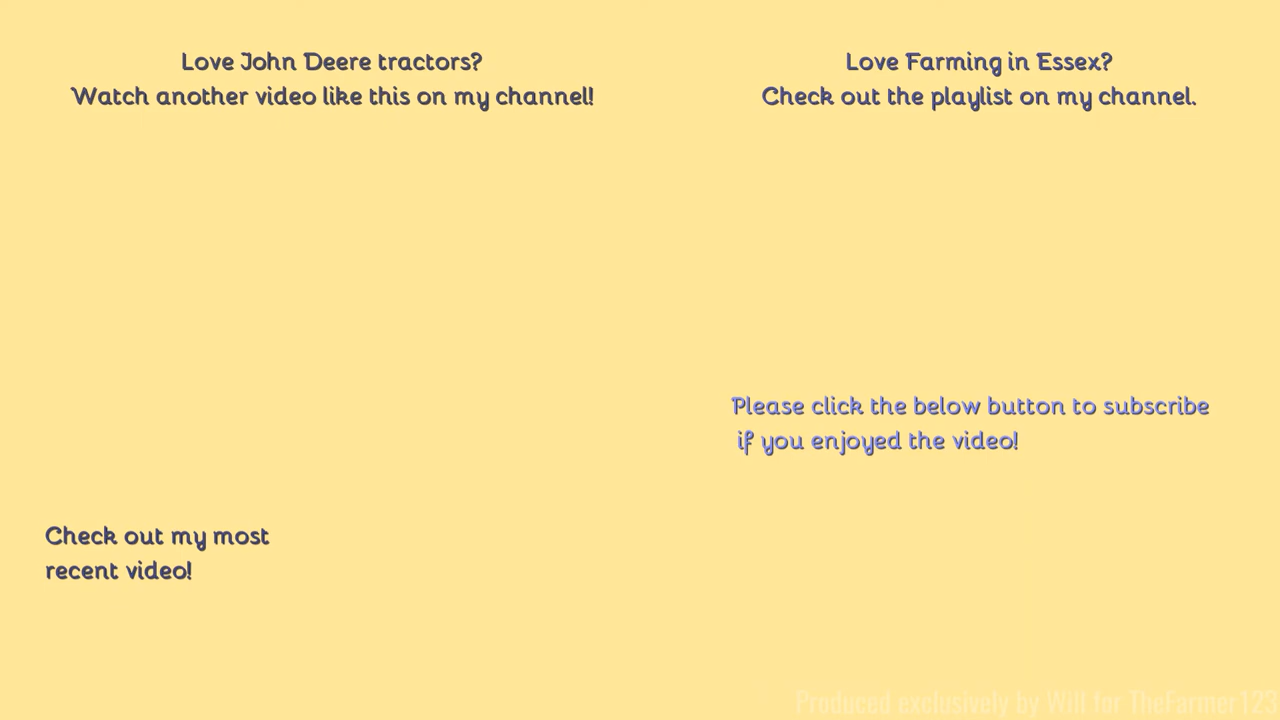 Love John Deere tractors?
Watch another video like this on my channel!
Love Farming in Essex?
Check out the playlist on my channel.
Please click the below button to subscribe
if you enjoyed the video!
Check out my most
recent video!
Produced exclusively by Will for TheFarmer123